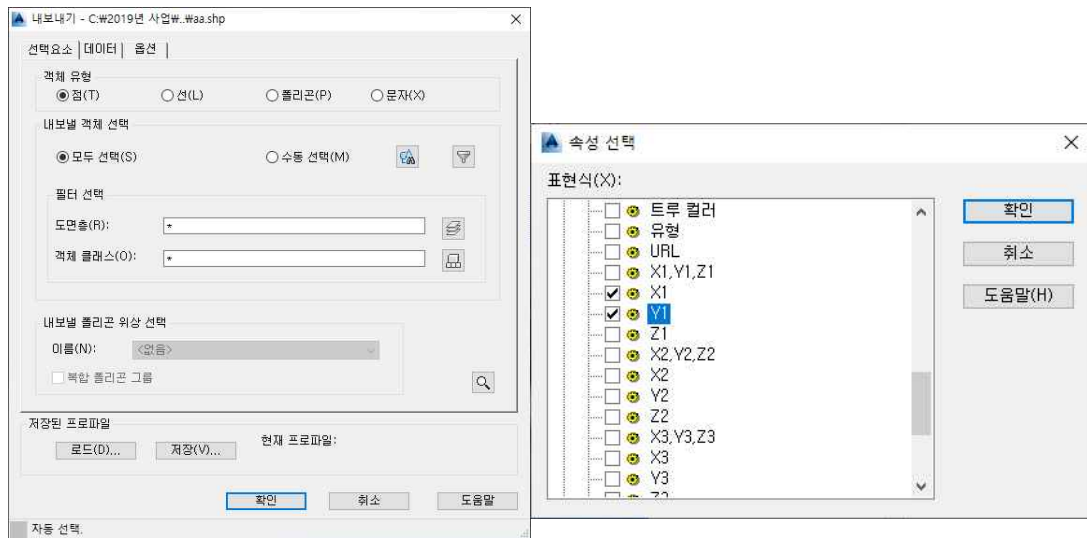 내보내기 - C:₩2019년 사업₩..₩aa.shp
선택요소 데이터 옵션
객체 유형
점(T) 선(L) 폴리곤(P) 문자(X)
내보낼 객체 선택
모두 선택(S) 수동 선택(M)
필터 선택
도면층(R): *
객체 클래스(O): *
내보낼 폴리곤 위상 선택
이름(N): <없음>
복합 폴리곤 그룹
저장된 프로파일
로드(D)... 저장(V)... 현재 프로파일:
확인 취소 도움말
자동 선택.
속성 선택
표현식(X):
트루 컬러
유형
URL
X1,Y1,Z1
X1
Y1
Z1
X2,Y2,Z2
X2
Y2
Z2
X3,Y3,Z3
X3
Y3
Z3
확인
취소
도움말(H)